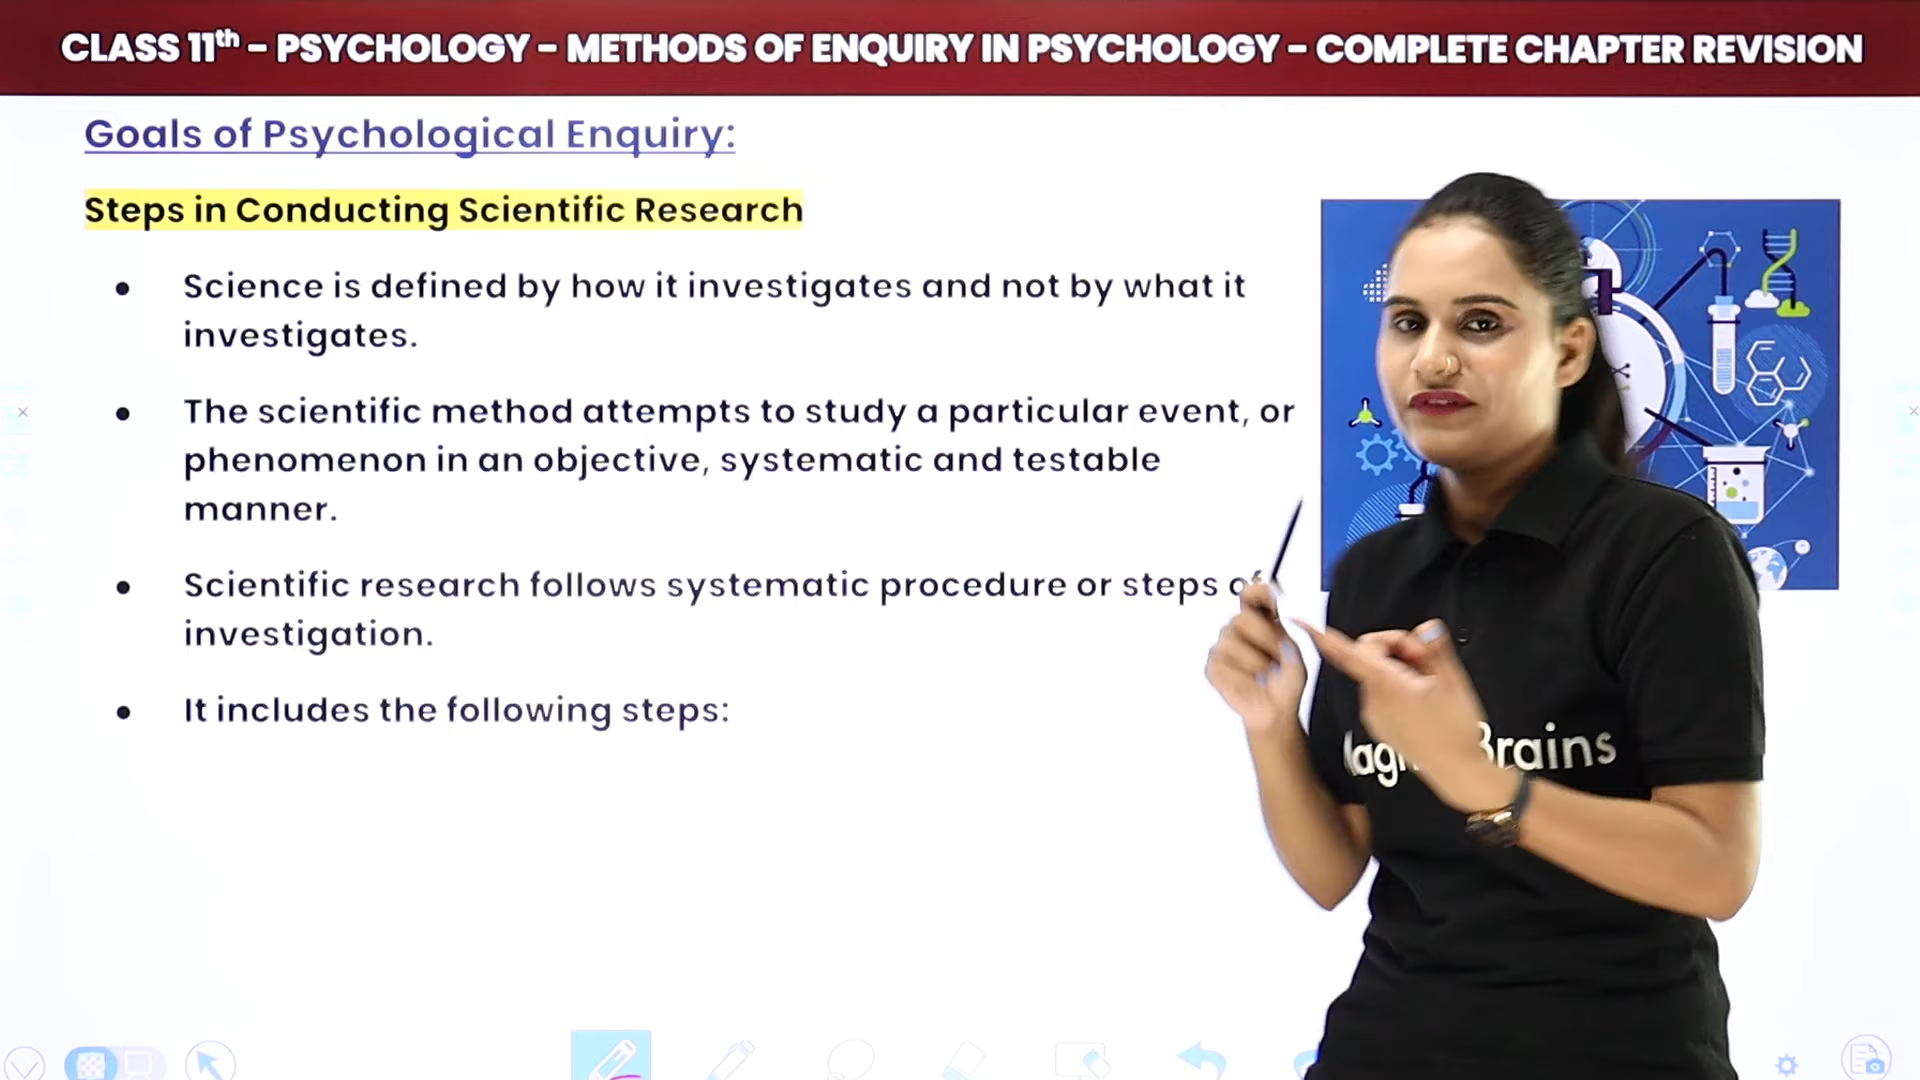 CLASS 11th – PSYCHOLOGY – METHODS OF ENQUIRY IN PSYCHOLOGY – COMPLETE CHAPTER REVISION
Goals of Psychological Enquiry:
Steps in Conducting Scientific Research
• Science is defined by how it investigates and not by what it
investigates.
• The scientific method attempts to study a particular event, or
phenomenon in an objective, systematic and testable
manner.
• Scientific research follows systematic procedure or steps of
investigation.
• It includes the following steps:
Brains